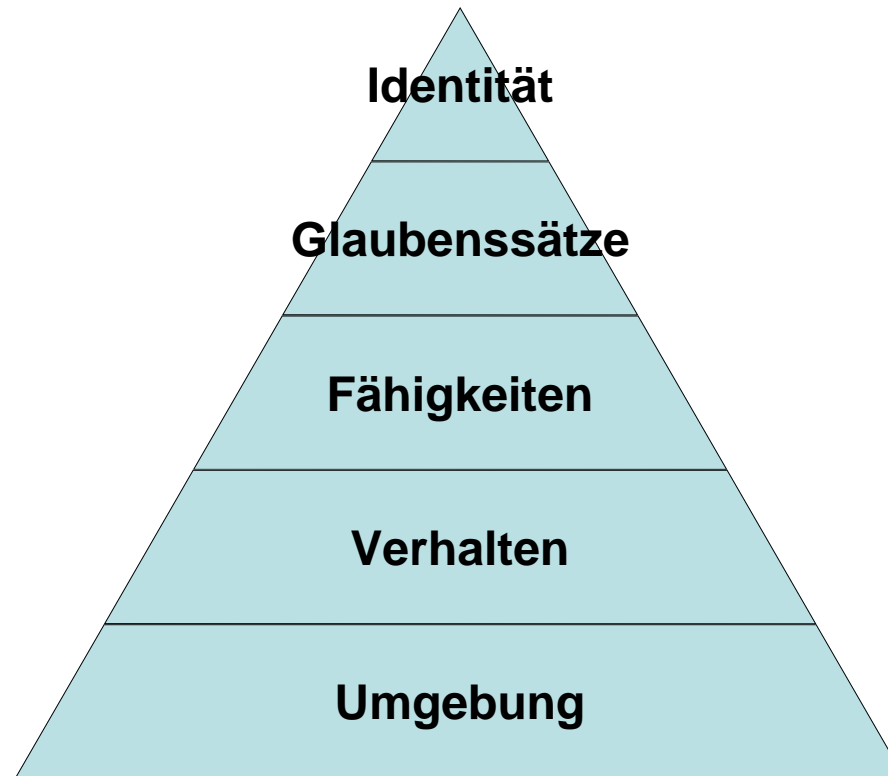 Identität
Glaubenssätze
Fähigkeiten
Verhalten
Umgebung